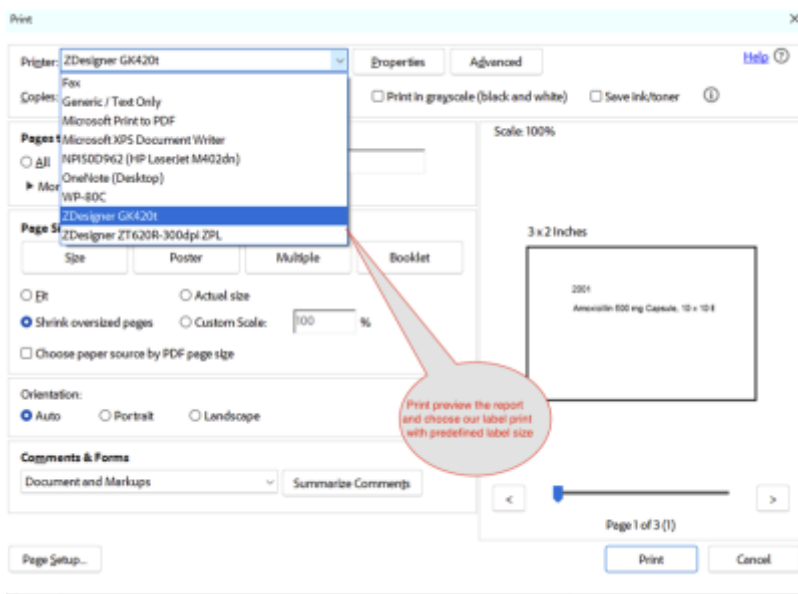 Print
Printer: ZDesigner GK420t
Properties
Advanced
Help
Fax
Copies:
Generic / Text Only
Print in greyscale (black and white)
Save ink/toner
Microsoft Print to PDF
Pages t
Microsoft XPS Document Writer
Scale: 100%
All
NPI50D962 (HP LaserJet M402dn)
OneNote (Desktop)
Mor
WP-80C
ZDesigner GK420t
Page Si
ZDesigner ZT620R-300dpi ZPL
3 x 2 Inches
Size
Poster
Multiple
Booklet
2001
Fit
Actual size
Amoxicillin 500 mg Capsule, 10 x 10
Shrink oversized pages
Custom Scale:
100
%
Choose paper source by PDF page size
Orientation:
Auto
Portrait
Landscape
Print preview the report
and choose our label print
with predefined label size
Comments & Forms
Document and Markups
Summarize Comments
<
>
Page 1 of 3 (1)
Page Setup...
Print
Cancel